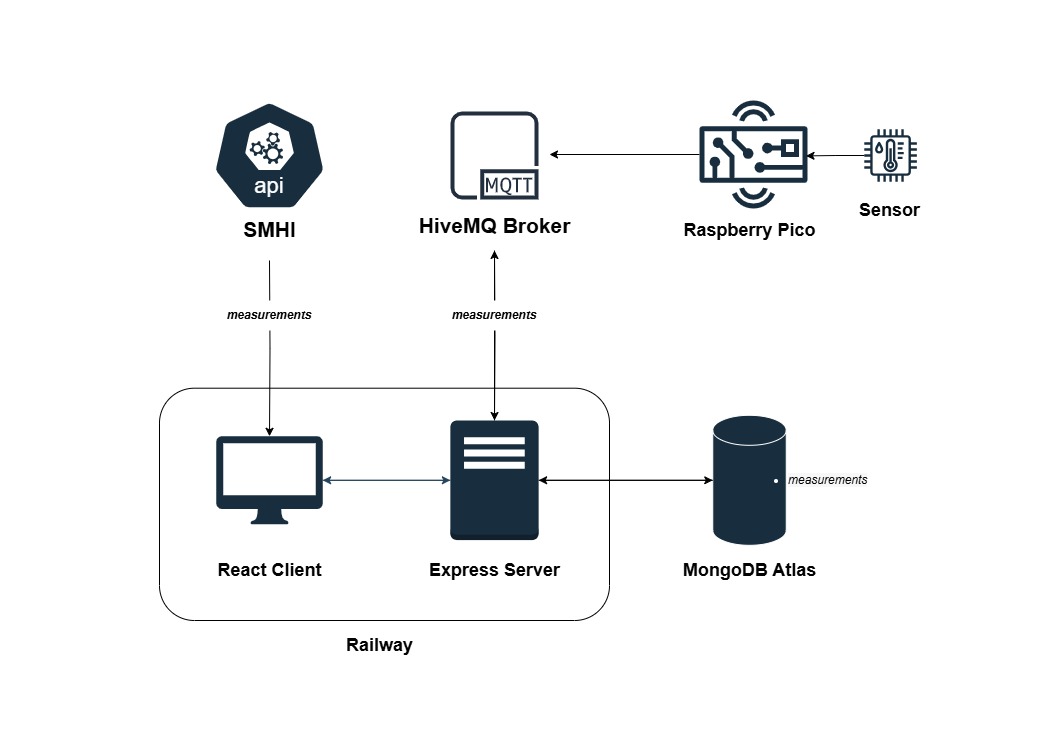 api
SMHI
MQTT
HiveMQ Broker
Raspberry Pico
Sensor
measurements
measurements
React Client
Express Server
measurements
MongoDB Atlas
Railway